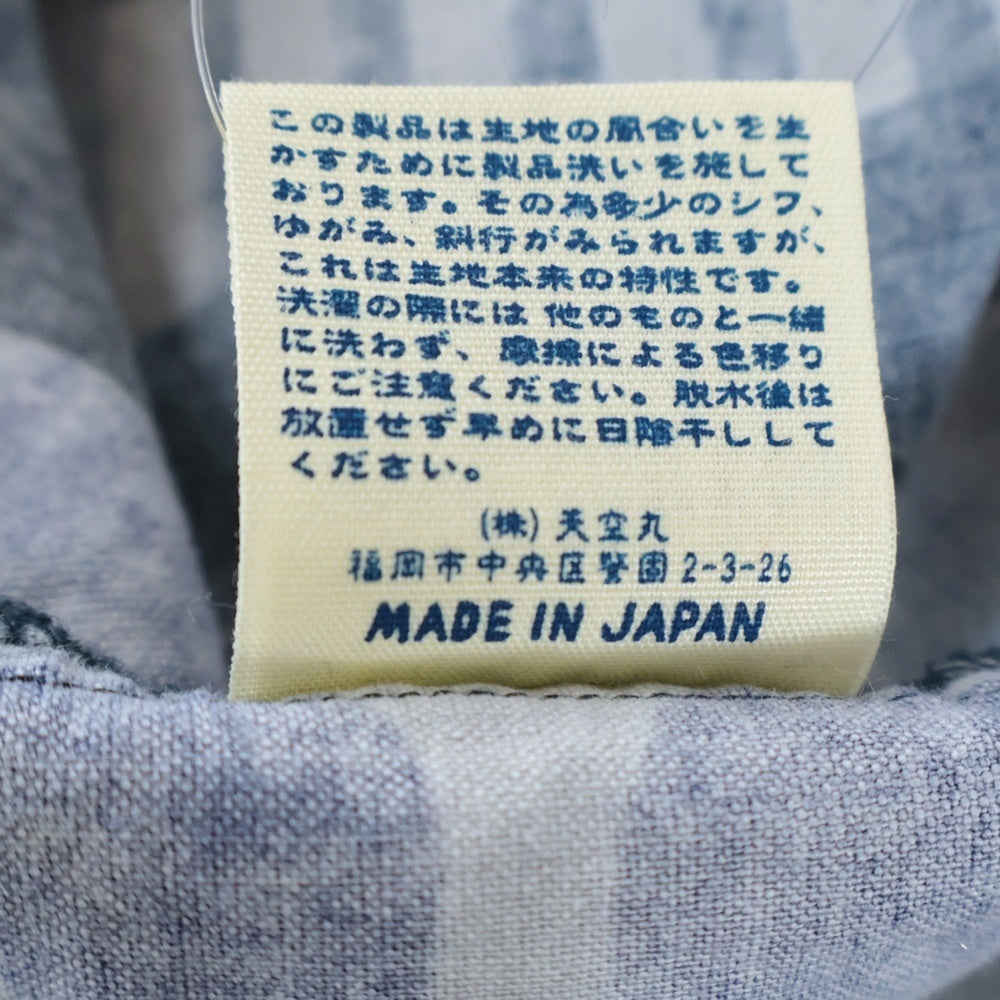 この製品は生地の風合いを生
かすために製品洗いを施して
おります。その為多少のシワ、
ゆがみ、斜行がみられますが、
これは生地本来の特性です。
洗濯の際には他のものと一緒
に洗わず、摩擦による色移り
にご注意ください。脱水後は
放置せず早めに日陰干しして
ください。
(株)天空丸
福岡市中央区警固2-3-26
MADE IN JAPAN